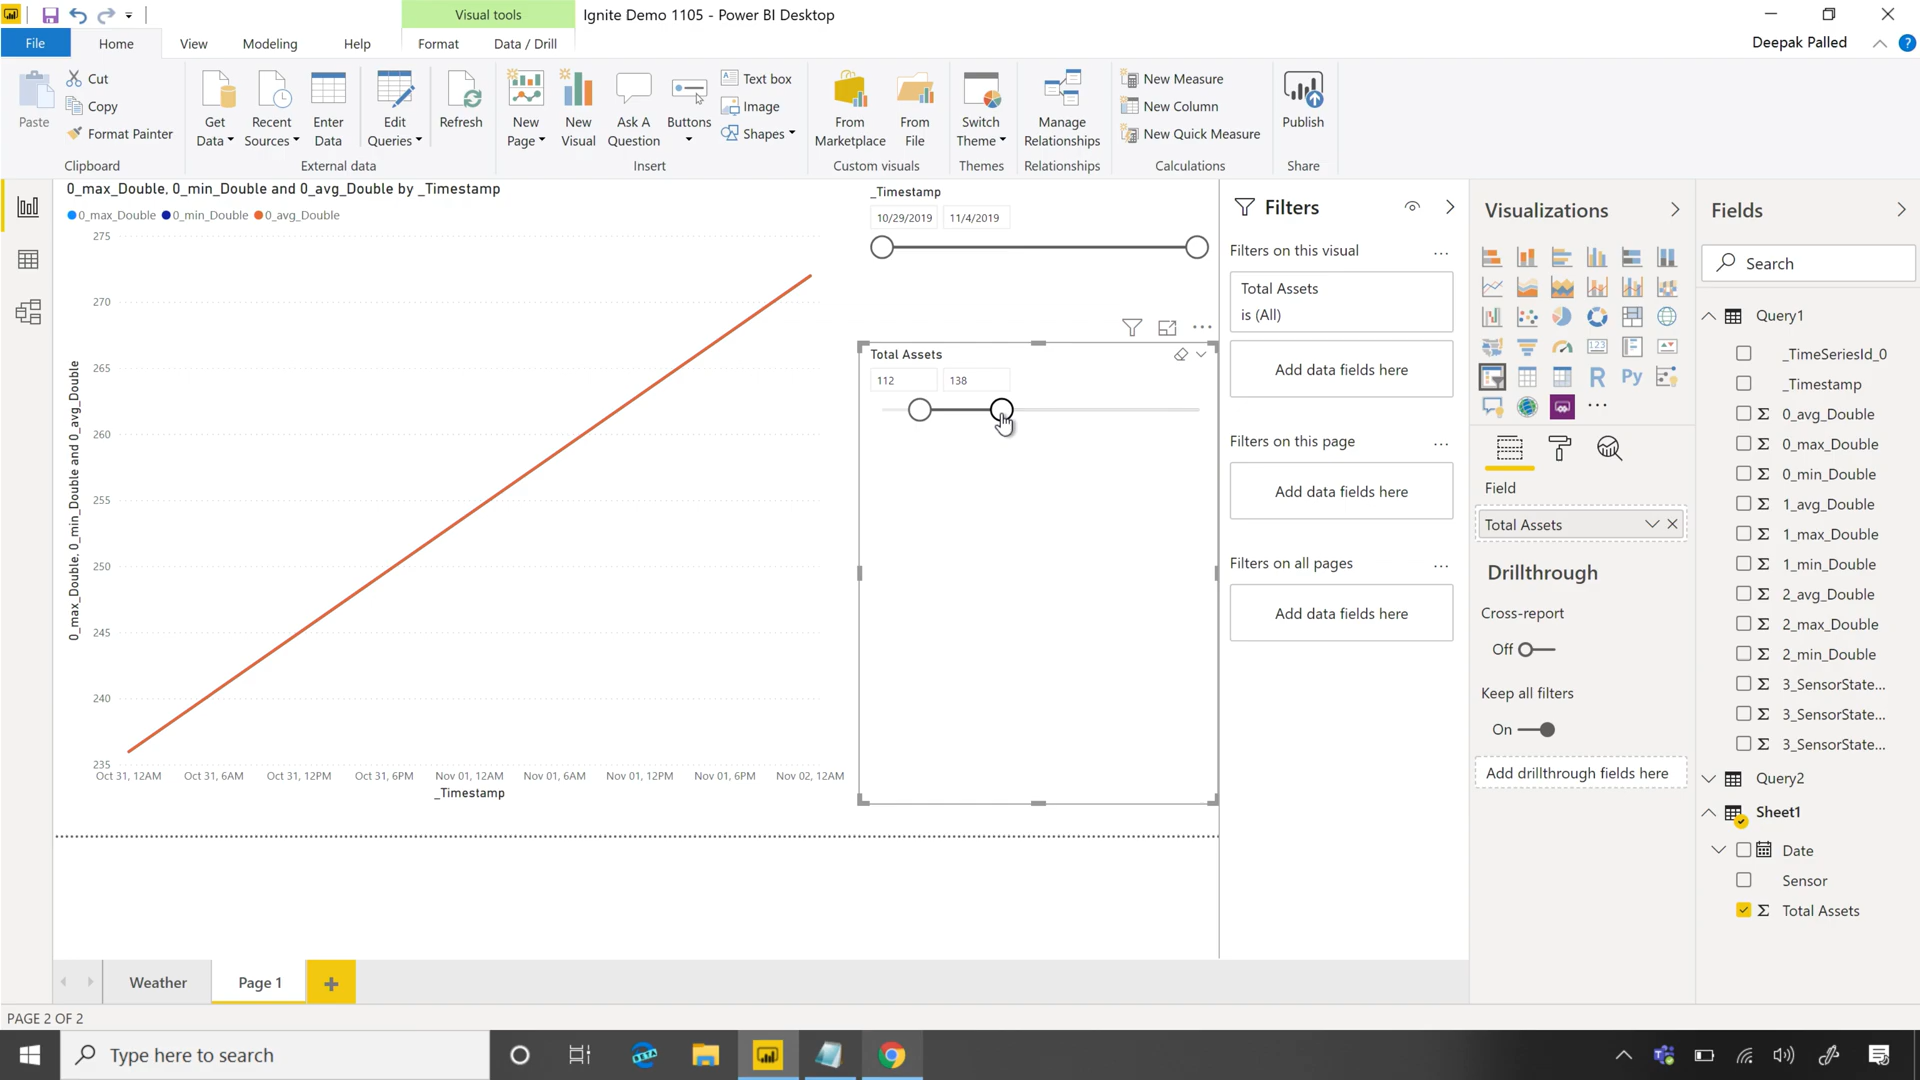 Visual tools
Ignite Demo 1105 - Power BI Desktop
File
Home
View
Modeling
Help
Format
Data / Drill
Deepak Palled
Paste
Cut
Copy
Format Painter
Clipboard
Get Data
Recent Sources
Enter Data
Edit Queries
Refresh
External data
New Page
New Visual
Ask A Question
Buttons
Text box
Image
Shapes
Insert
From Marketplace
From File
Custom visuals
Switch Theme
Themes
Manage Relationships
Relationships
New Measure
New Column
New Quick Measure
Calculations
Publish
Share
0_max_Double, 0_min_Double and 0_avg_Double by _Timestamp
0_max_Double 0_min_Double 0_avg_Double
275
270
265
260
255
250
245
240
235
0_max_Double, 0_min_Double and 0_avg_Double
Oct 31, 12AM Oct 31, 6AM Oct 31, 12PM Oct 31, 6PM Nov 01, 12AM Nov 01, 6AM Nov 01, 12PM Nov 01, 6PM Nov 02, 12AM
_Timestamp
_Timestamp
10/29/2019 11/4/2019
Total Assets
112 138
Filters
Filters on this visual ...
Total Assets
is (All)
Add data fields here
Filters on this page ...
Add data fields here
Filters on all pages ...
Add data fields here
Visualizations
R Py
...
Field
Total Assets
Drillthrough
Cross-report
Off
Keep all filters
On
Add drillthrough fields here
Fields
Search
Query1
_TimeSeriesId_0
_Timestamp
Σ 0_avg_Double
Σ 0_max_Double
Σ 0_min_Double
Σ 1_avg_Double
Σ 1_max_Double
Σ 1_min_Double
Σ 2_avg_Double
Σ 2_max_Double
Σ 2_min_Double
Σ 3_SensorState...
Σ 3_SensorState...
Σ 3_SensorState...
Query2
Sheet1
Date
Sensor
Σ Total Assets
Weather
Page 1
+
PAGE 2 OF 2
Type here to search
BETA